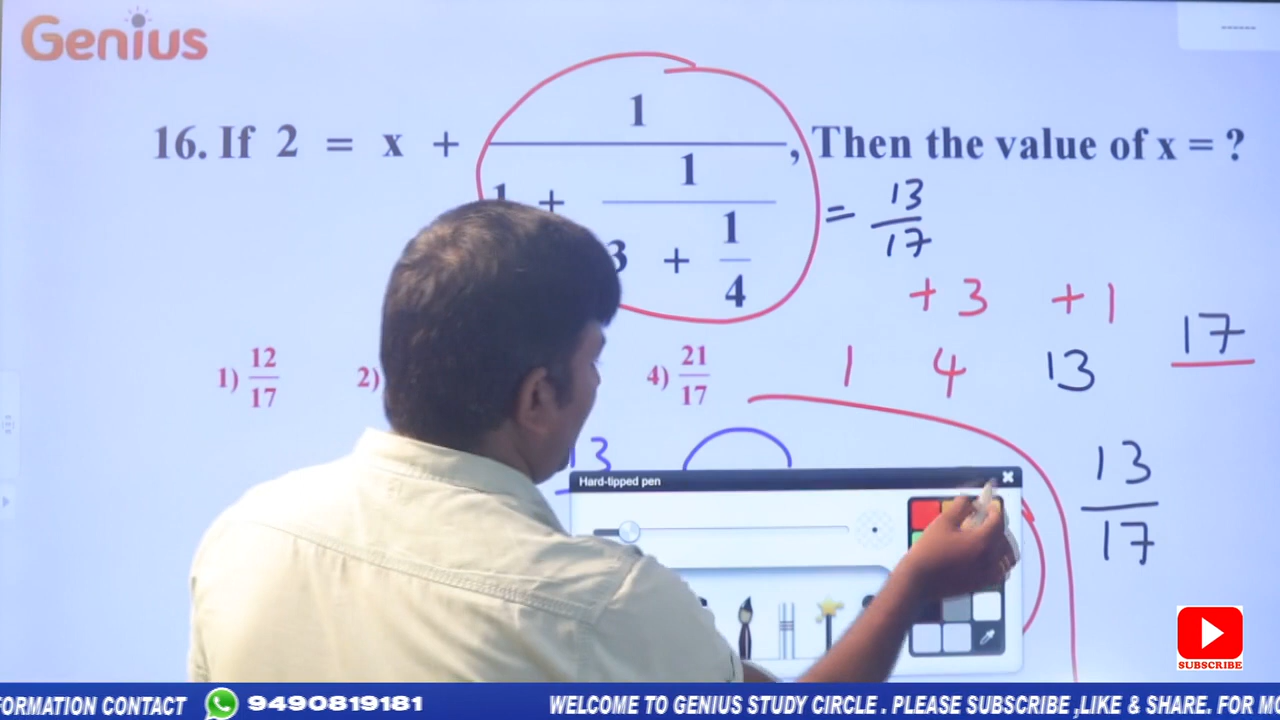 Genius
16. If 2 = x + 1 , Then the value of x = ?
1 + 1
3 + 1
4
= 13
17
+ 3 + 1
1 4 13 17
1) 12
17
2)
4) 21
17
13
13
17
Hard-tipped pen
SUBSCRIBE
FORMATION CONTACT 9490819181 WELCOME TO GENIUS STUDY CIRCLE . PLEASE SUBSCRIBE ,LIKE & SHARE. FOR MO